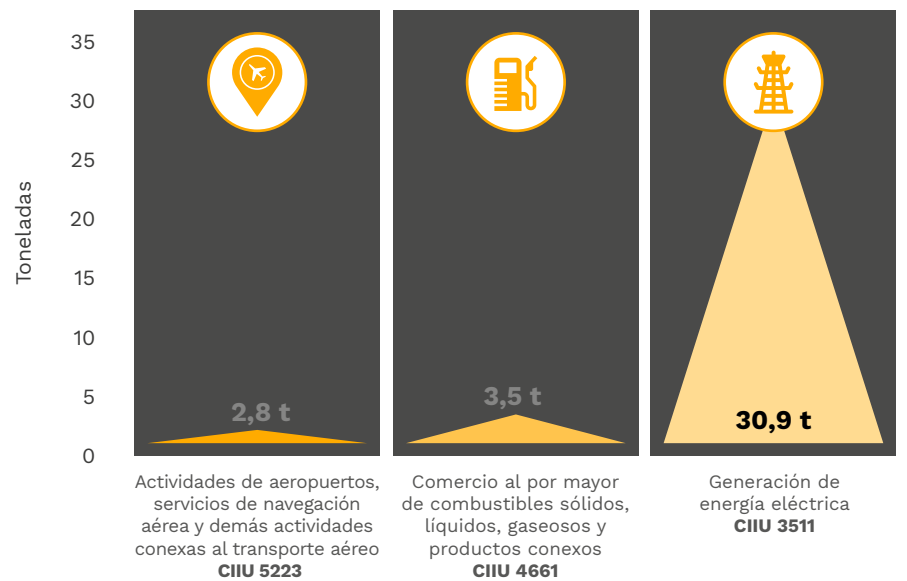 Toneladas
35
30
25
20
15
10
5
0
2,8 t
3,5 t
30,9 t
Actividades de aeropuertos,
servicios de navegación
aérea y demás actividades
conexas al transporte aéreo
CIIU 5223
Comercio al por mayor
de combustibles sólidos,
líquidos, gaseosos y
productos conexos
CIIU 4661
Generación de
energía eléctrica
CIIU 3511